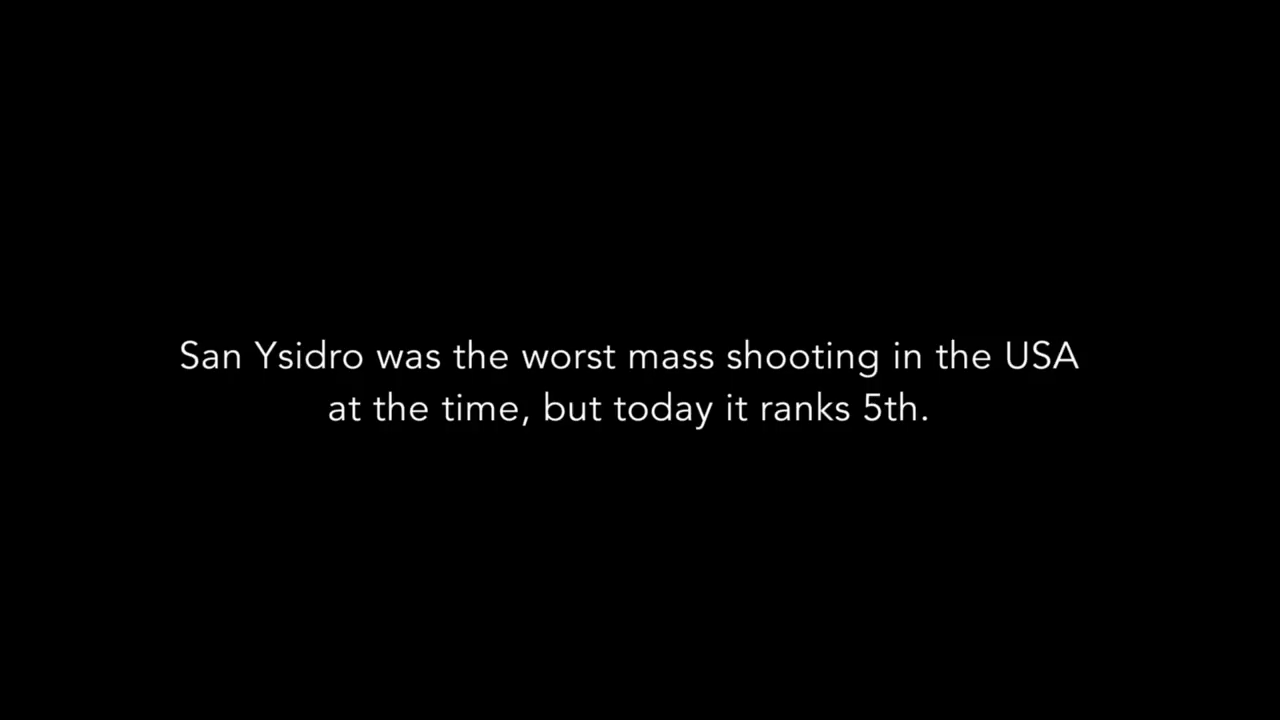 San Ysidro was the worst mass shooting in the USA
at the time, but today it ranks 5th.